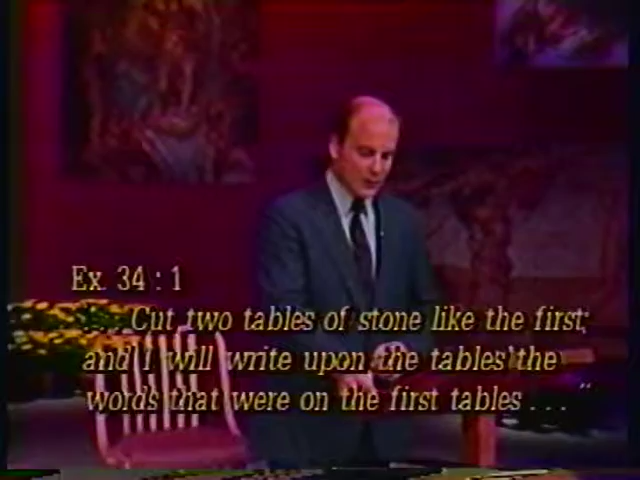 Ex. 34 : 1
"... Cut two tables of stone like the first;
and I will write upon the tables the
words that were on the first tables . . ."